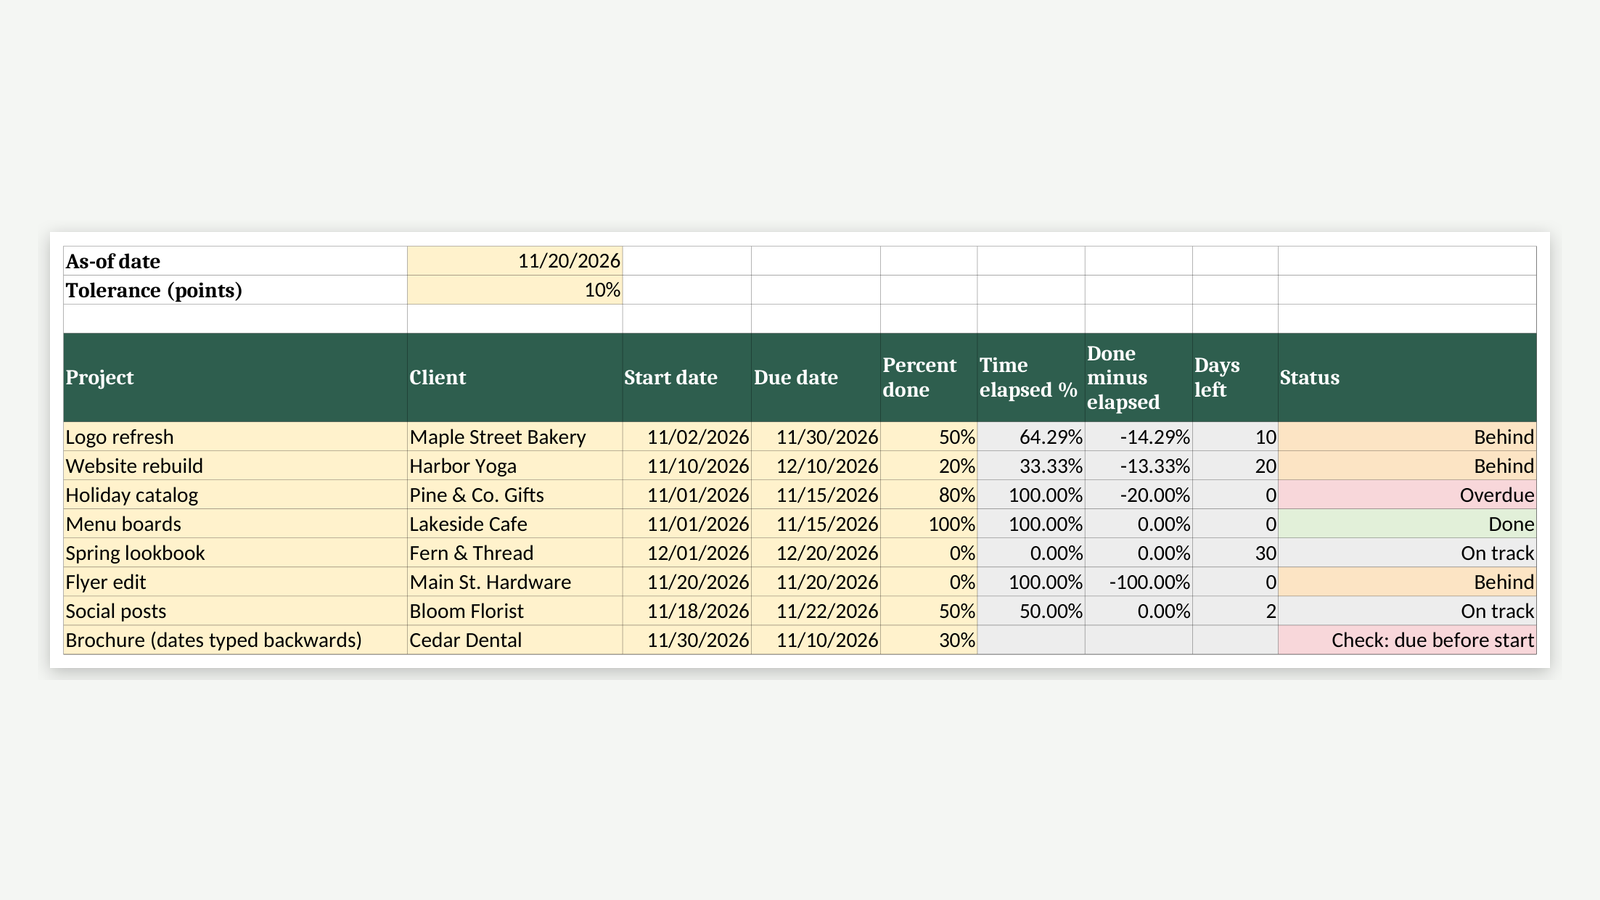 As-of date 11/20/2026
Tolerance (points) 10%
Project Client Start date Due date Percent done Time elapsed % Done minus elapsed Days left Status
Logo refresh Maple Street Bakery 11/02/2026 11/30/2026 50% 64.29% -14.29% 10 Behind
Website rebuild Harbor Yoga 11/10/2026 12/10/2026 20% 33.33% -13.33% 20 Behind
Holiday catalog Pine & Co. Gifts 11/01/2026 11/15/2026 80% 100.00% -20.00% 0 Overdue
Menu boards Lakeside Cafe 11/01/2026 11/15/2026 100% 100.00% 0.00% 0 Done
Spring lookbook Fern & Thread 12/01/2026 12/20/2026 0% 0.00% 0.00% 30 On track
Flyer edit Main St. Hardware 11/20/2026 11/20/2026 0% 100.00% -100.00% 0 Behind
Social posts Bloom Florist 11/18/2026 11/22/2026 50% 50.00% 0.00% 2 On track
Brochure (dates typed backwards) Cedar Dental 11/30/2026 11/10/2026 30% Check: due before start